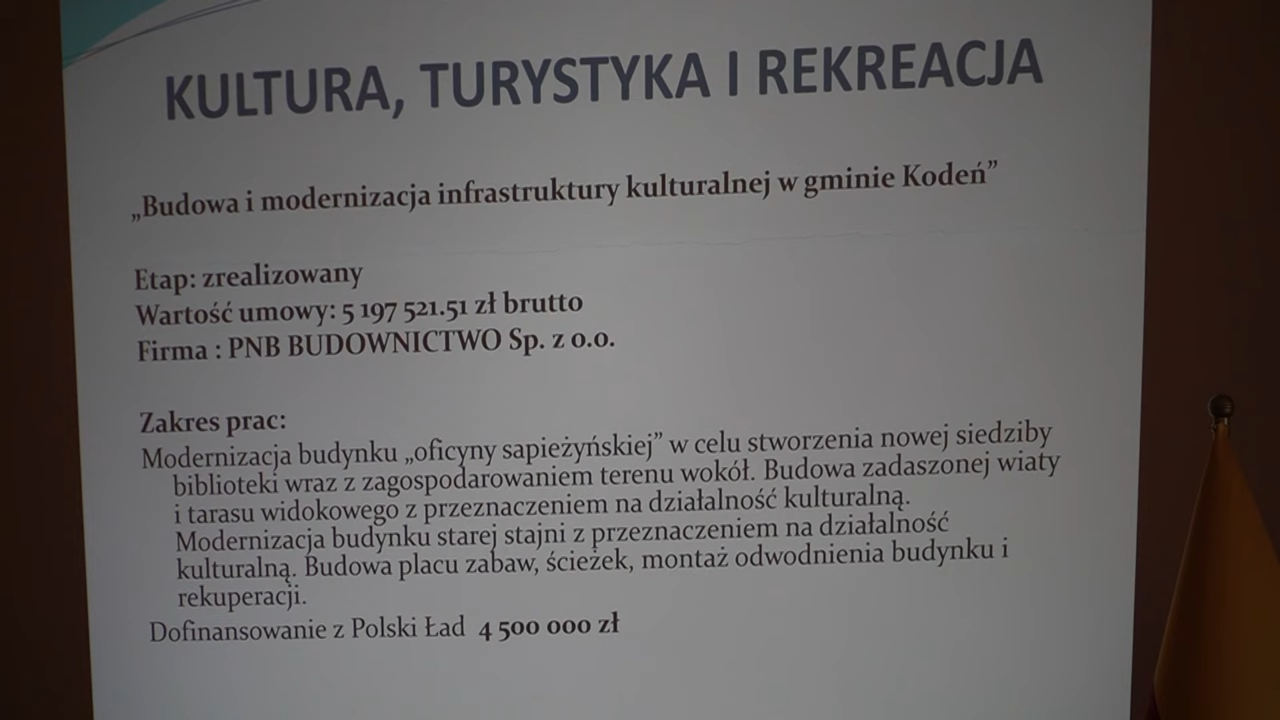 KULTURA, TURYSTYKA I REKREACJA
„Budowa i modernizacja infrastruktury kulturalnej w gminie Kodeń”
Etap: zrealizowany
Wartość umowy: 5 197 521.51 zł brutto
Firma : PNB BUDOWNICTWO Sp. z o.o.
Zakres prac:
Modernizacja budynku „oficyny sapieżyńskiej” w celu stworzenia nowej siedziby
biblioteki wraz z zagospodarowaniem terenu wokół. Budowa zadaszonej wiaty
i tarasu widokowego z przeznaczeniem na działalność kulturalną.
Modernizacja budynku starej stajni z przeznaczeniem na działalność
kulturalną. Budowa placu zabaw, ścieżek, montaż odwodnienia budynku i
rekuperacji.
Dofinansowanie z Polski Ład 4 500 000 zł